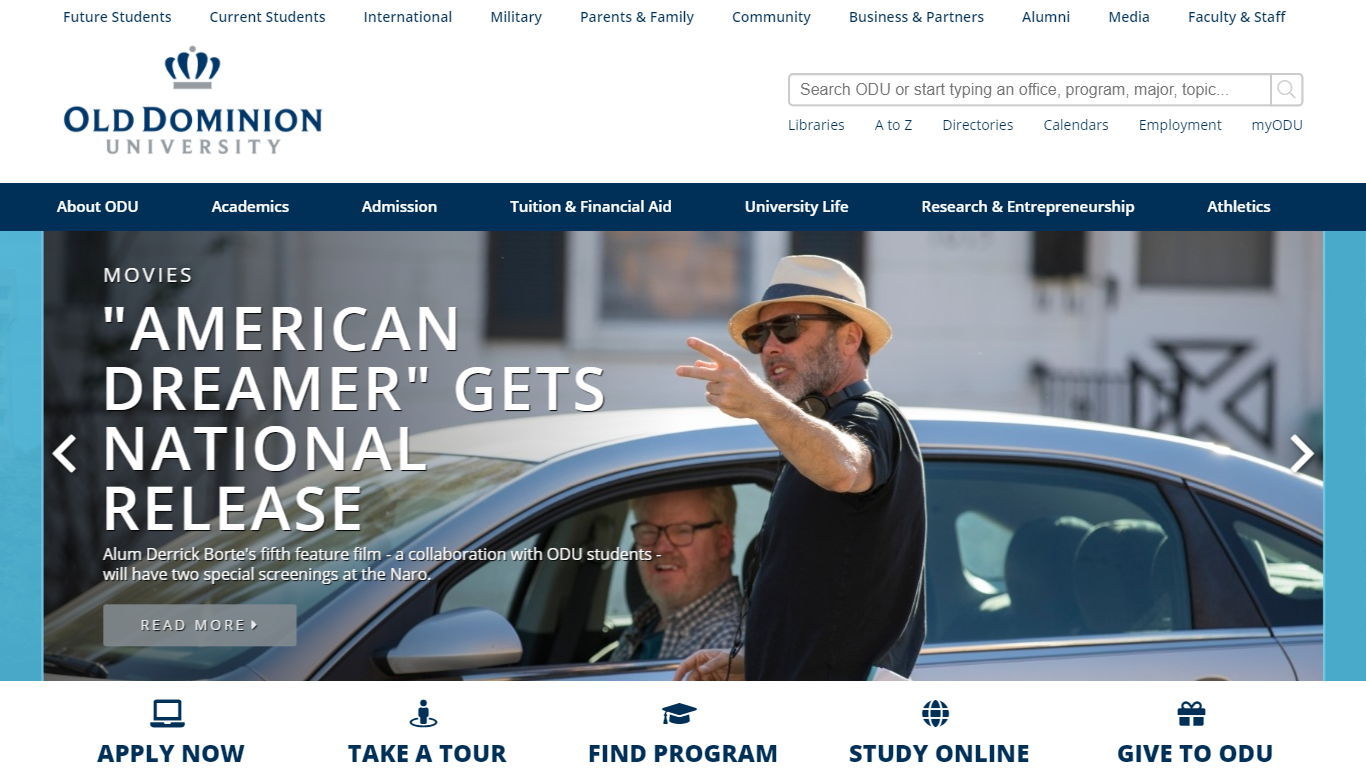 Future Students Current Students International Military Parents & Family Community Business & Partners Alumni Media Faculty & Staff
OLD DOMINION
UNIVERSITY
Search ODU or start typing an office, program, major, topic...
Libraries A to Z Directories Calendars Employment myODU
About ODU Academics Admission Tuition & Financial Aid University Life Research & Entrepreneurship Athletics
MOVIES
"AMERICAN
DREAMER" GETS
NATIONAL
RELEASE
Alum Derrick Borte's fifth feature film - a collaboration with ODU students -
will have two special screenings at the Naro.
READ MORE
APPLY NOW TAKE A TOUR FIND PROGRAM STUDY ONLINE GIVE TO ODU